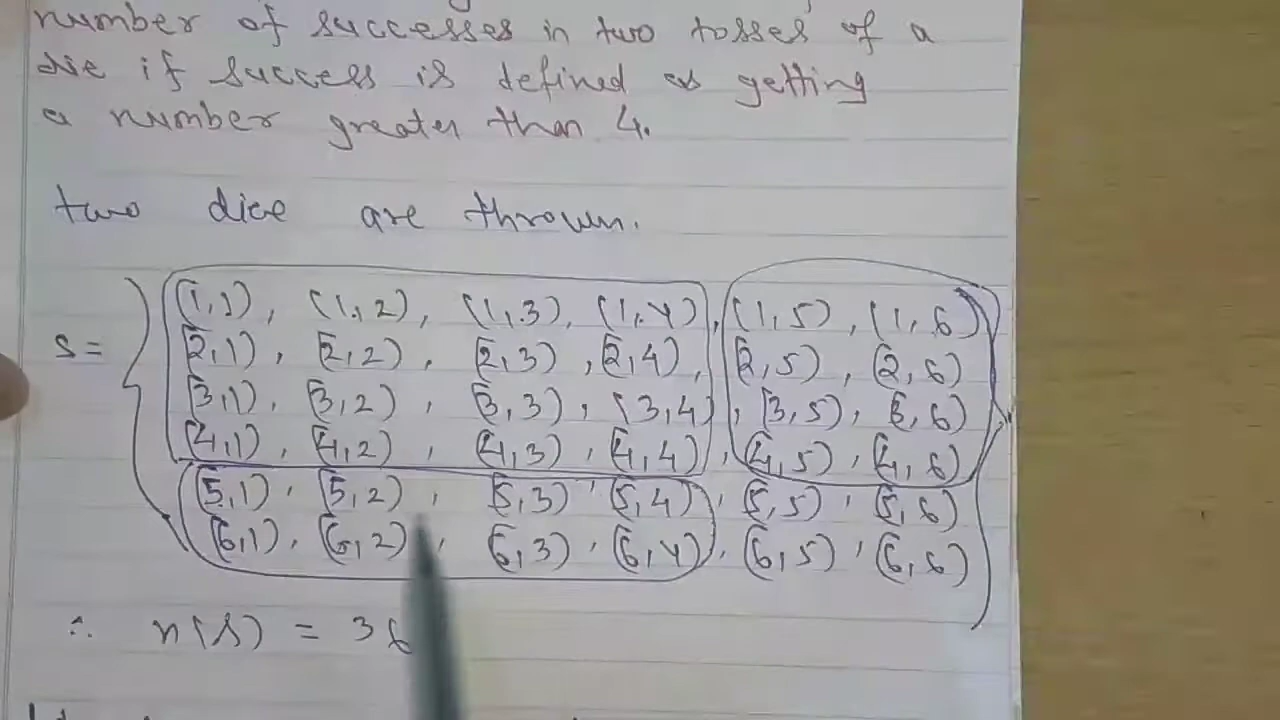 number of successes in two tosses of a
die if success is defined as getting
a number greater than 4.
two dice are thrown.
(1,1), (1,2), (1,3), (1,4), (1,5), (1,6)
S = (2,1), (2,2), (2,3), (2,4), (2,5), (2,6)
(3,1), (3,2), (3,3), (3,4), (3,5), (3,6)
(4,1), (4,2), (4,3), (4,4), (4,5), (4,6)
(5,1), (5,2), (5,3), (5,4), (5,5), (5,6)
(6,1), (6,2), (6,3), (6,4), (6,5), (6,6)
∴ n(S) = 36